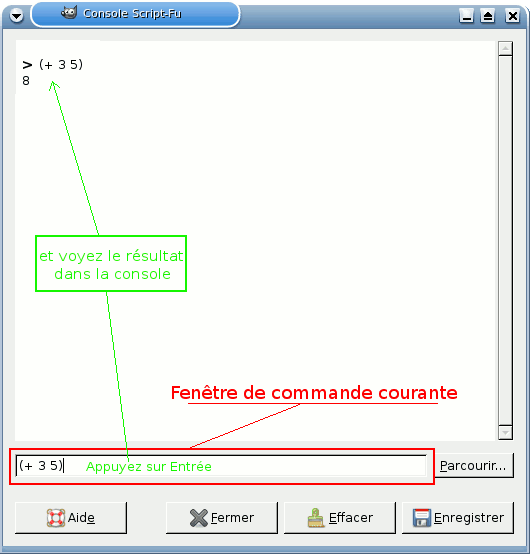 Console Script-Fu
> (+ 3 5)
8
et voyez le résultat
dans la console
Fenêtre de commande courante
(+ 3 5) Appuyez sur Entrée
Parcourir...
Aide
Fermer
Effacer
Enregistrer